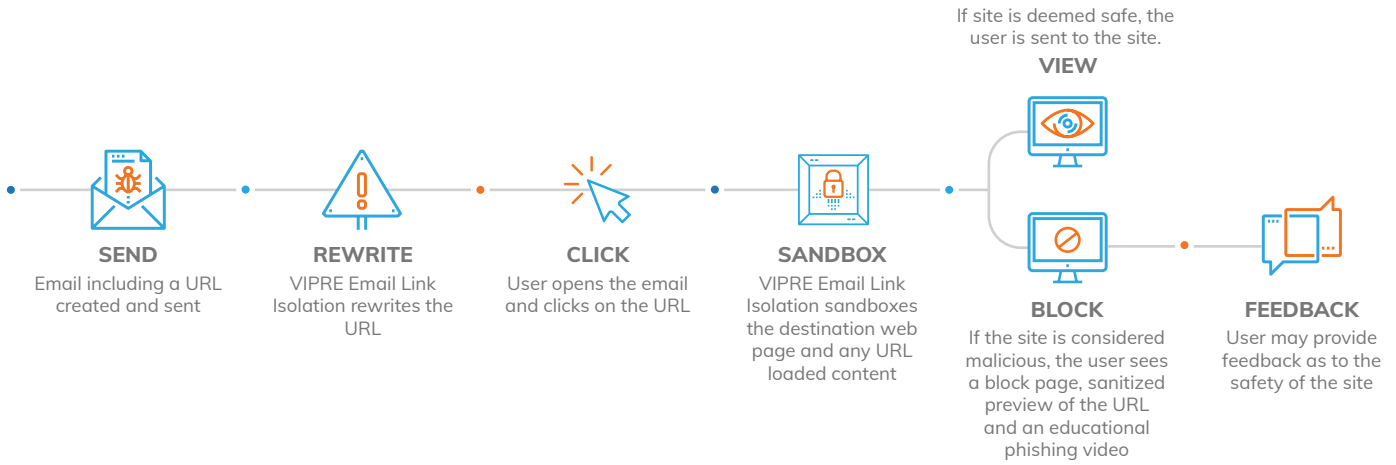 SEND
Email including a URL
created and sent
REWRITE
VIPRE Email Link
Isolation rewrites the
URL
CLICK
User opens the email
and clicks on the URL
SANDBOX
VIPRE Email Link
Isolation sandboxes
the destination web
page and any URL
loaded content
If site is deemed safe, the
user is sent to the site.
VIEW
BLOCK
If the site is considered
malicious, the user sees
a block page, sanitized
preview of the URL
and an educational
phishing video
FEEDBACK
User may provide
feedback as to the
safety of the site